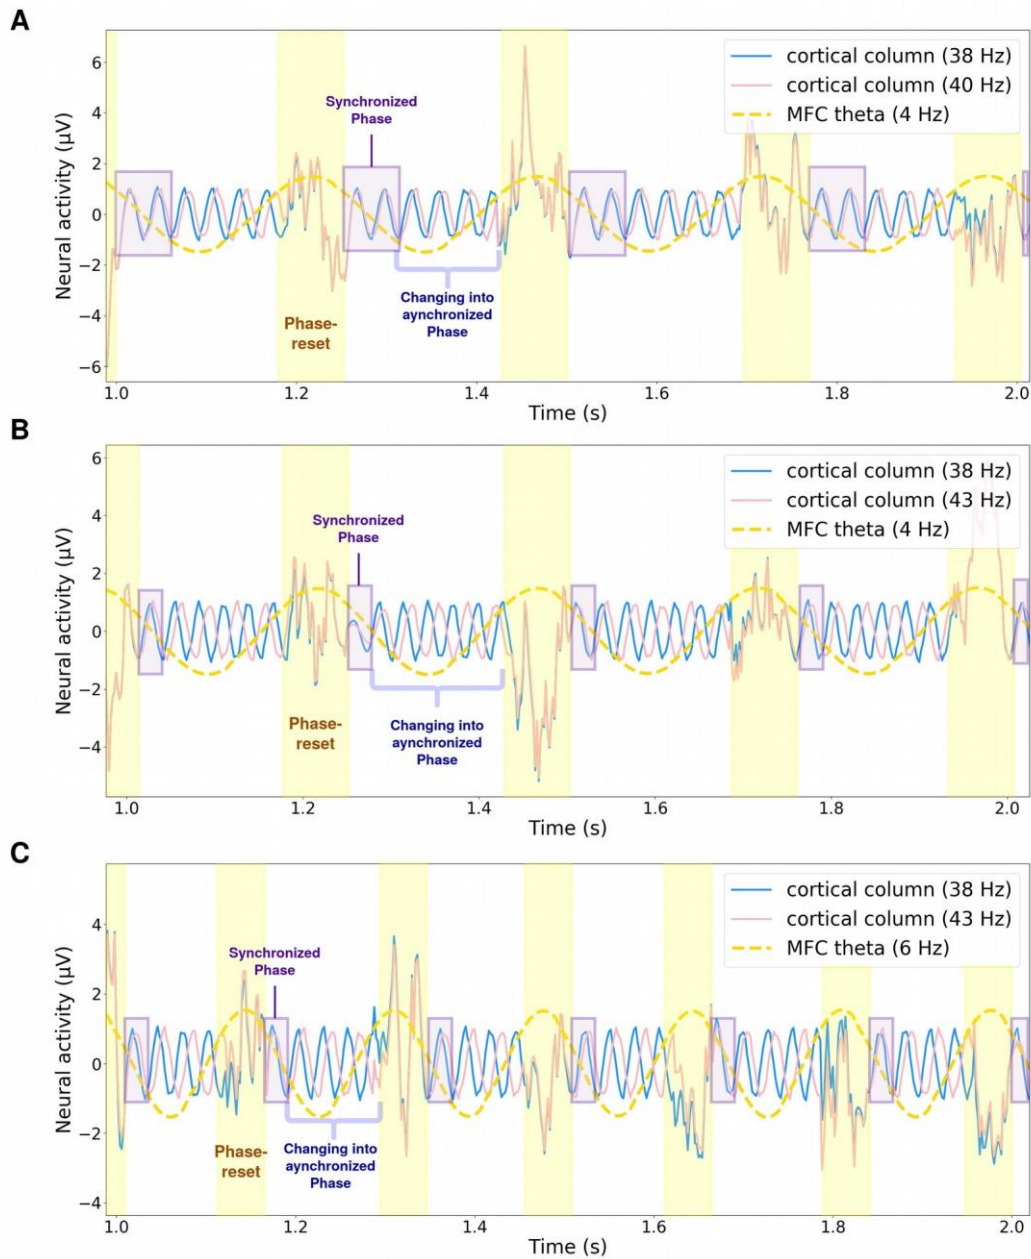 A
cortical column (38 Hz)
cortical column (40 Hz)
MFC theta (4 Hz)
Synchronized
Phase
Phase-
reset
Changing into
aynchronized
Phase
Neural activity (µV)
6
4
2
0
−2
−4
−6
1.0
1.2
1.4
1.6
1.8
2.0
Time (s)
B
cortical column (38 Hz)
cortical column (43 Hz)
MFC theta (4 Hz)
Synchronized
Phase
Phase-
reset
Changing into
aynchronized
Phase
Neural activity (µV)
6
4
2
0
−2
−4
1.0
1.2
1.4
1.6
1.8
2.0
Time (s)
C
cortical column (38 Hz)
cortical column (43 Hz)
MFC theta (6 Hz)
Synchronized
Phase
Phase-
reset
Changing into
aynchronized
Phase
Neural activity (µV)
4
2
0
−2
−4
1.0
1.2
1.4
1.6
1.8
2.0
Time (s)